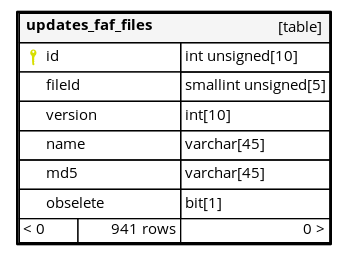 updates_faf_files [table]
id int unsigned[10]
fileId smallint unsigned[5]
version int[10]
name varchar[45]
md5 varchar[45]
obselete bit[1]
< 0 941 rows 0 >